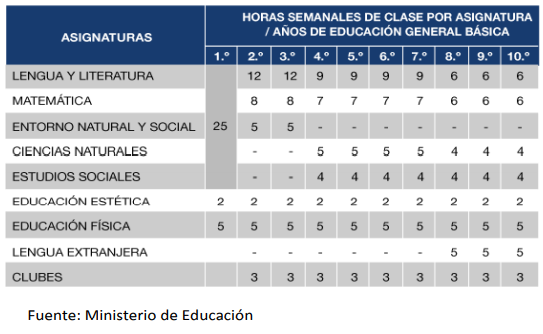 ASIGNATURAS
HORAS SEMANALES DE CLASE POR ASIGNATURA
/ AÑOS DE EDUCACIÓN GENERAL BÁSICA
1.º 2.º 3.º 4.º 5.º 6.º 7.º 8.º 9.º 10.º
LENGUA Y LITERATURA 12 12 9 9 9 9 6 6 6
MATEMÁTICA 8 8 7 7 7 7 6 6 6
ENTORNO NATURAL Y SOCIAL 25 5 5 - - - - - - -
CIENCIAS NATURALES - - 5 5 5 5 4 4 4
ESTUDIOS SOCIALES - - 4 4 4 4 4 4 4
EDUCACIÓN ESTÉTICA 2 2 2 2 2 2 2 2 2 2
EDUCACIÓN FÍSICA 5 5 5 5 5 5 5 5 5 5
LENGUA EXTRANJERA - - - - - - 5 5 5
CLUBES 3 3 3 3 3 3 3 3 3
Fuente: Ministerio de Educación